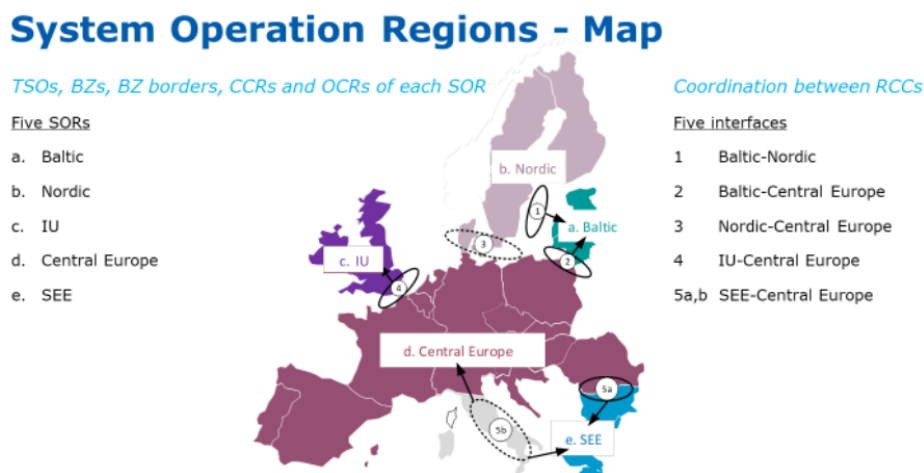 System Operation Regions - Map
TSOs, BZs, BZ borders, CCRs and OCRs of each SOR
Five SORs
a. Baltic
b. Nordic
c. IU
d. Central Europe
e. SEE
Coordination between RCCs
Five interfaces
1 Baltic-Nordic
2 Baltic-Central Europe
3 Nordic-Central Europe
4 IU-Central Europe
5a,b SEE-Central Europe
b. Nordic
1
a. Baltic
3
2
c. IU
4
d. Central Europe
5a
5b
e. SEE